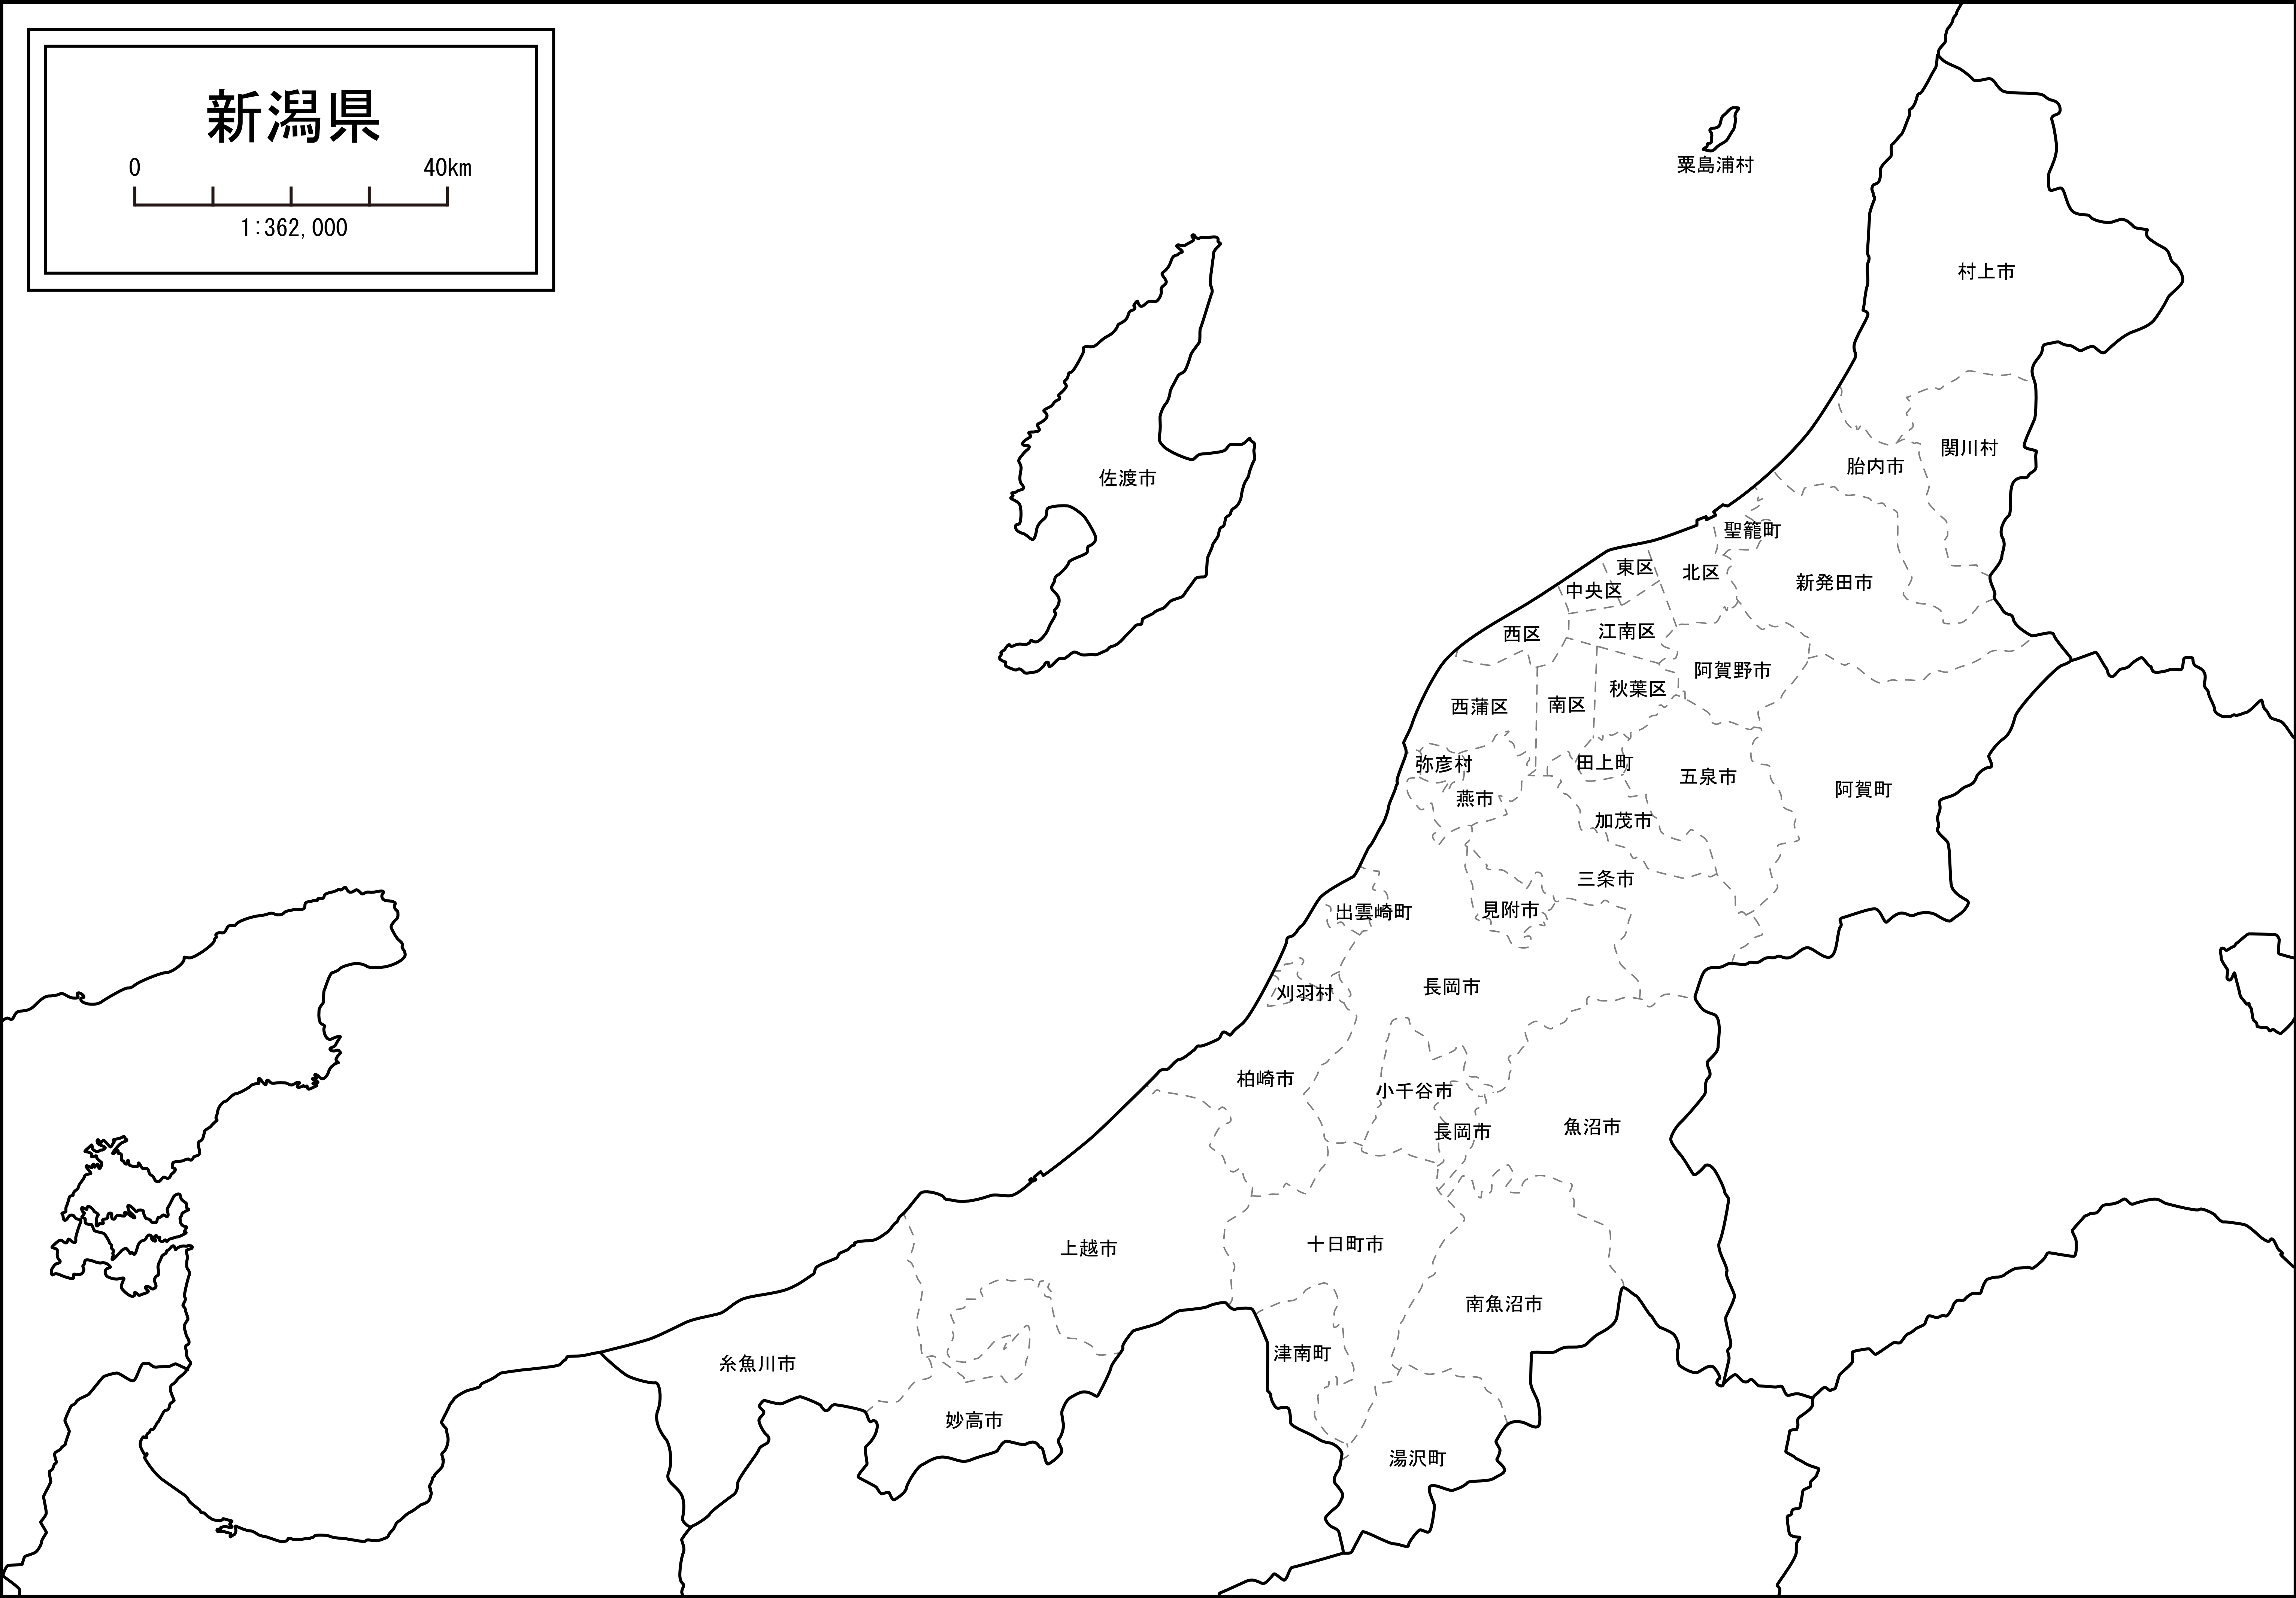 新潟県
0 40km
1:362,000
粟島浦村
村上市
関川村
胎内市
佐渡市
聖籠町
東区
北区
新発田市
中央区
江南区
西区
阿賀野市
秋葉区
南区
西蒲区
田上町
弥彦村
五泉市
阿賀町
燕市
加茂市
三条市
見附市
出雲崎町
長岡市
刈羽村
柏崎市
小千谷市
魚沼市
長岡市
十日町市
上越市
南魚沼市
津南町
糸魚川市
妙高市
湯沢町